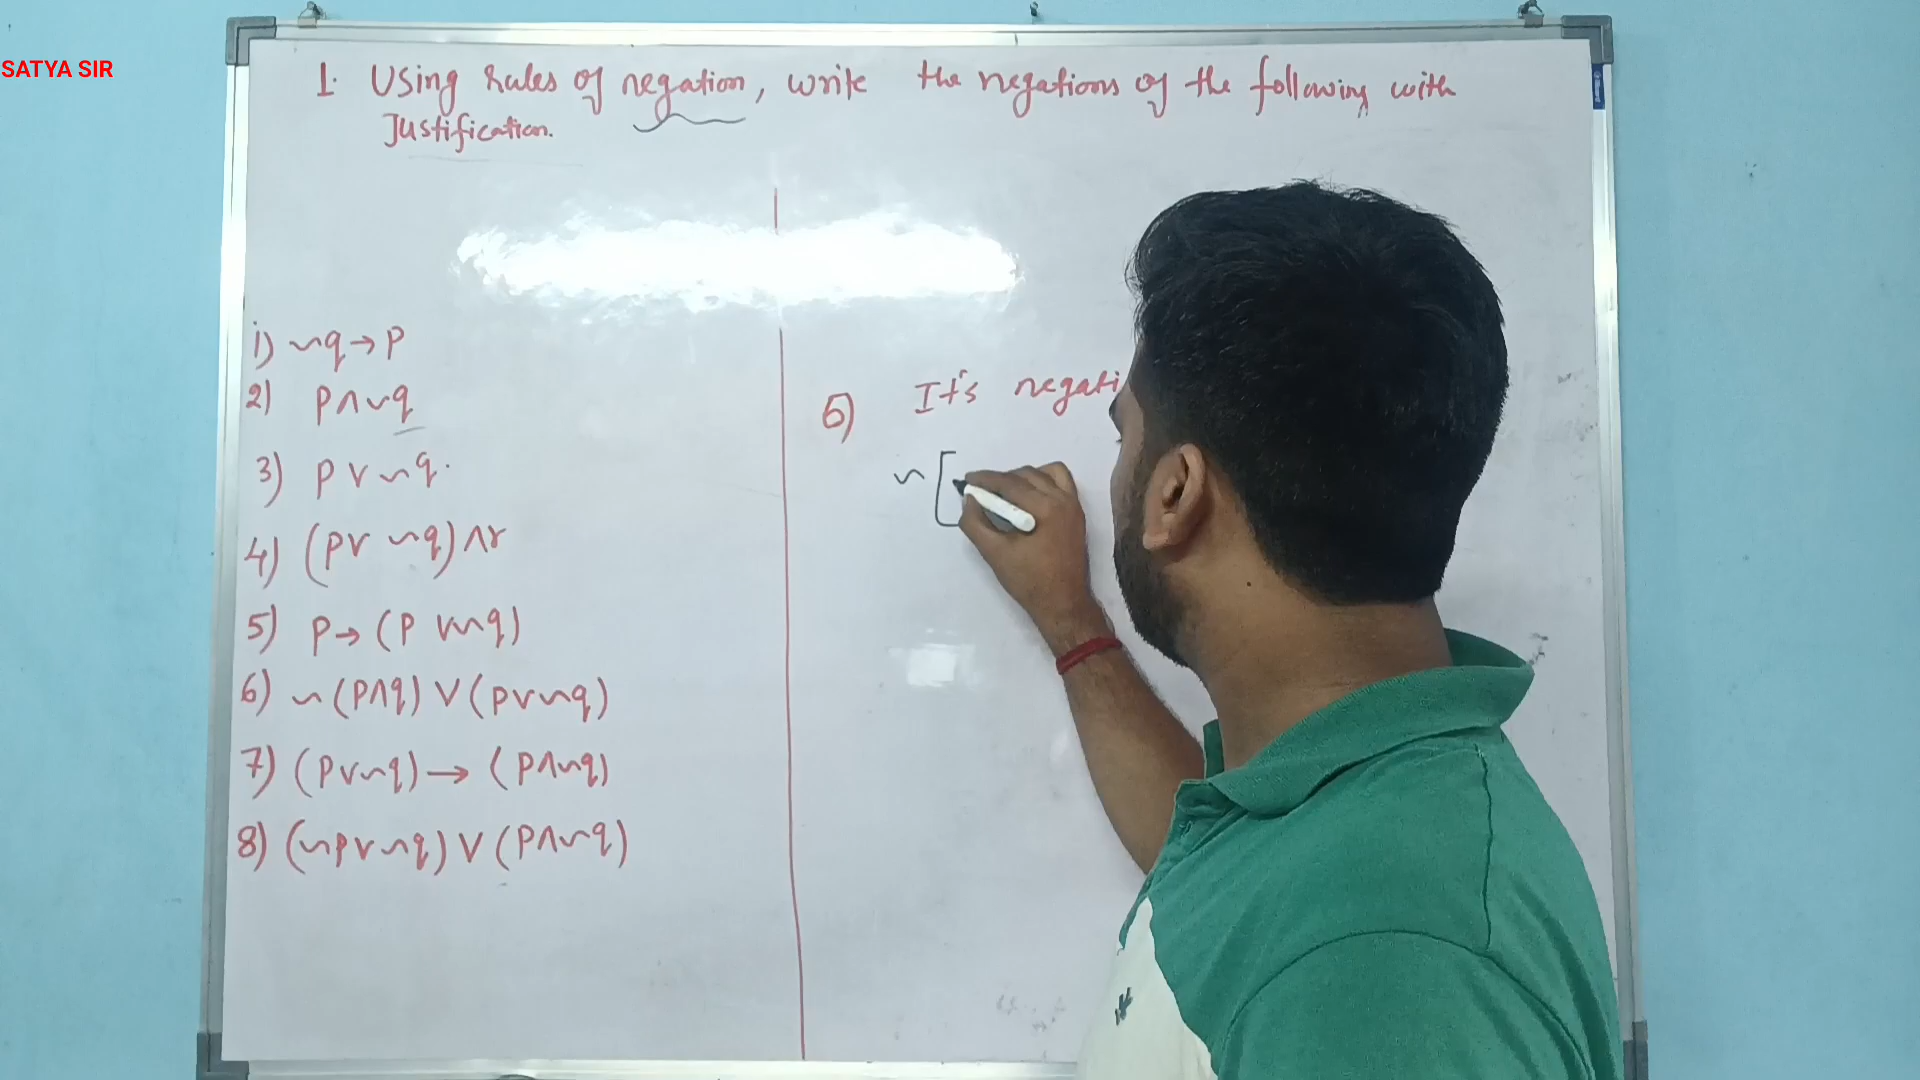 SATYA SIR
1. Using rules of negation, write the negations of the following with
Justification.
1) ~q→p
2) p∧~q
3) p∨~q.
4) (p∨ ~q)∧r
5) p→(p ∨~q)
6) ~(p∧q)∨(p∨~q)
7) (p∨~q)→(p∧~q)
8) (~p∨~q)∨(p∧~q)
6) It's negati
~[